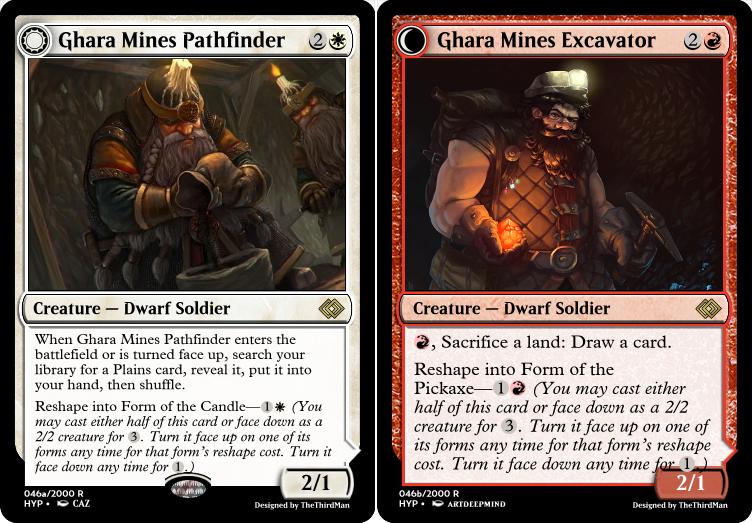 Ghara Mines Pathfinder 2
Creature — Dwarf Soldier
When Ghara Mines Pathfinder enters the
battlefield or is turned face up, search your
library for a Plains card, reveal it, put it into
your hand, then shuffle.
Reshape into Form of the Candle—1 (You
may cast either half of this card or face down as a
2/2 creature for 3. Turn it face up on one of its
forms any time for that form's reshape cost. Turn it
face down any time for 1.)
2/1
046a/2000 R
HYP • CAZ
Designed by TheThirdMan
Ghara Mines Excavator 2
Creature — Dwarf Soldier
, Sacrifice a land: Draw a card.
Reshape into Form of the
Pickaxe—1 (You may cast either
half of this card or face down as a 2/2
creature for 3. Turn it face up on one of
its forms any time for that form's reshape
cost. Turn it face down any time for 1.)
2/1
046b/2000 R
HYP • ARTDEEPMIND
Designed by TheThirdMan